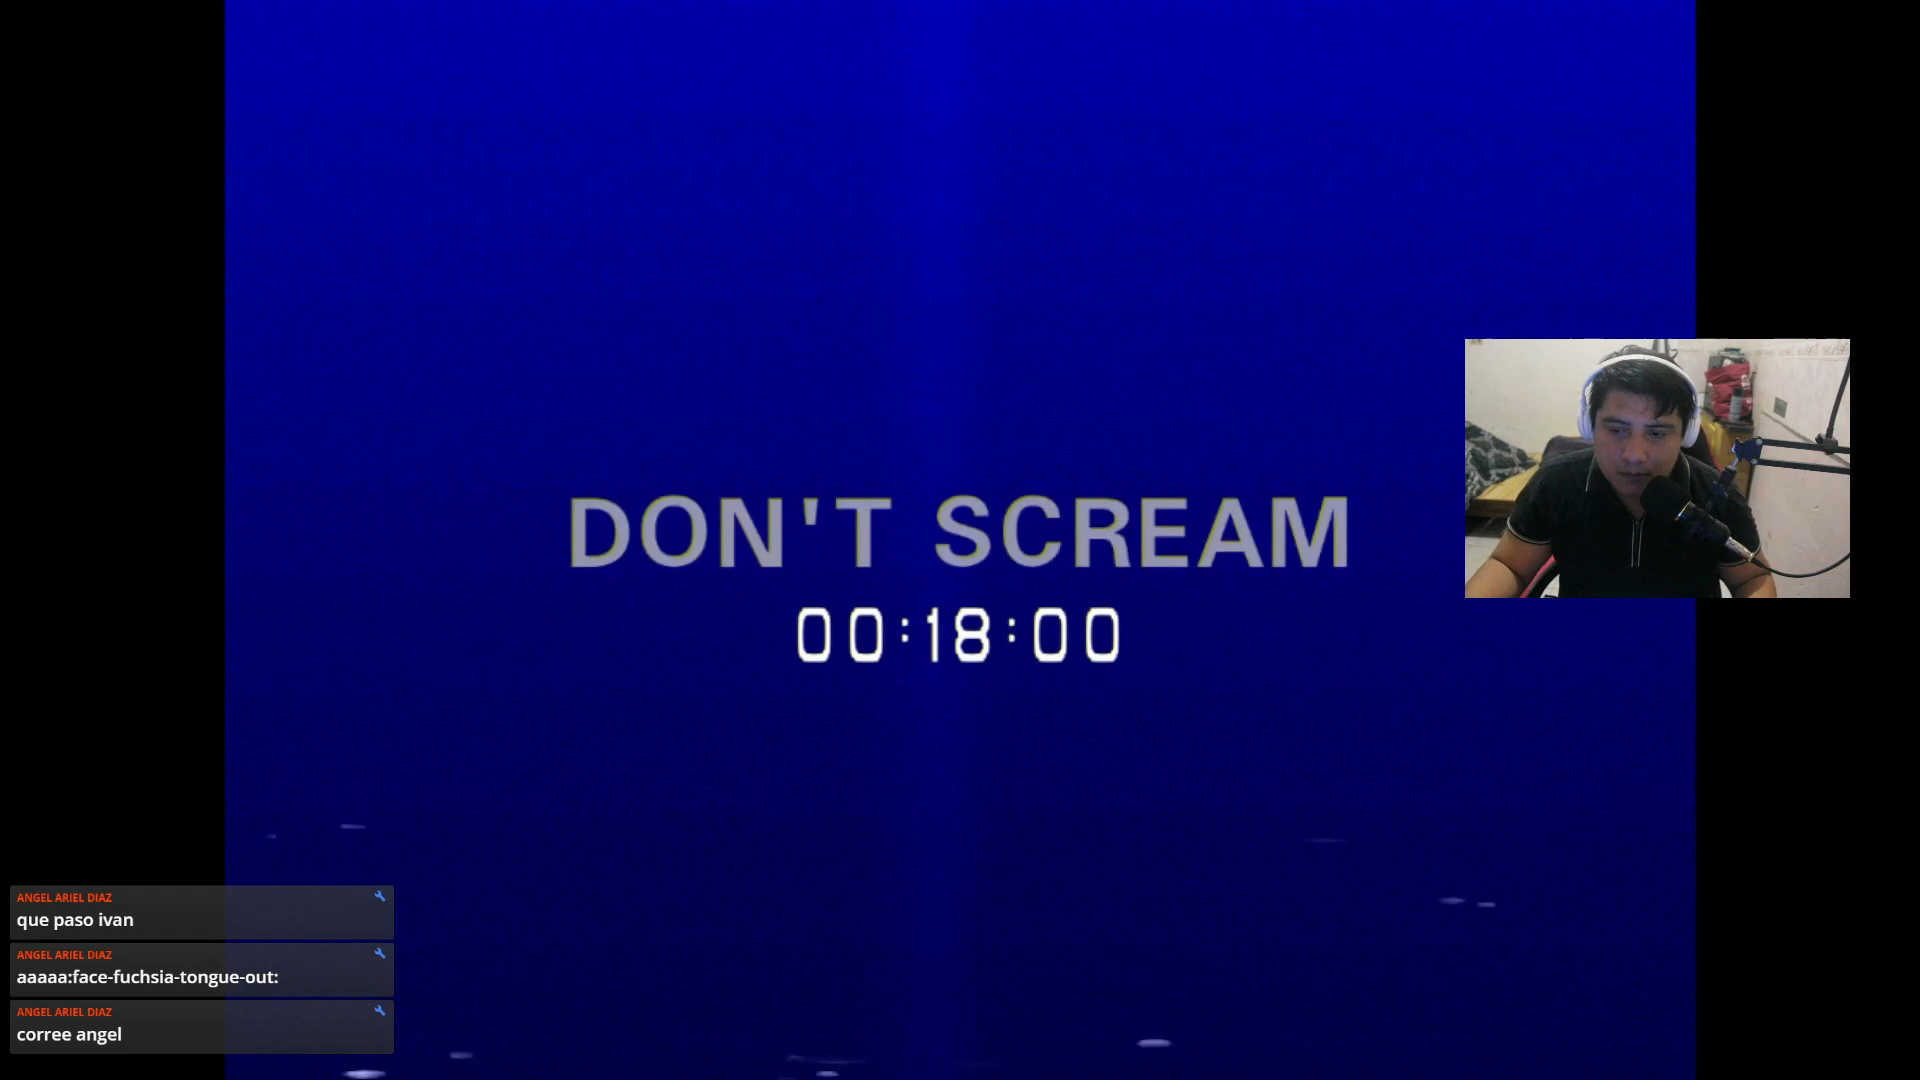 DON'T SCREAM
00:18:00
ANGEL ARIEL DIAZ
que paso ivan
ANGEL ARIEL DIAZ
aaaaa:face-fuchsia-tongue-out:
ANGEL ARIEL DIAZ
corree angel